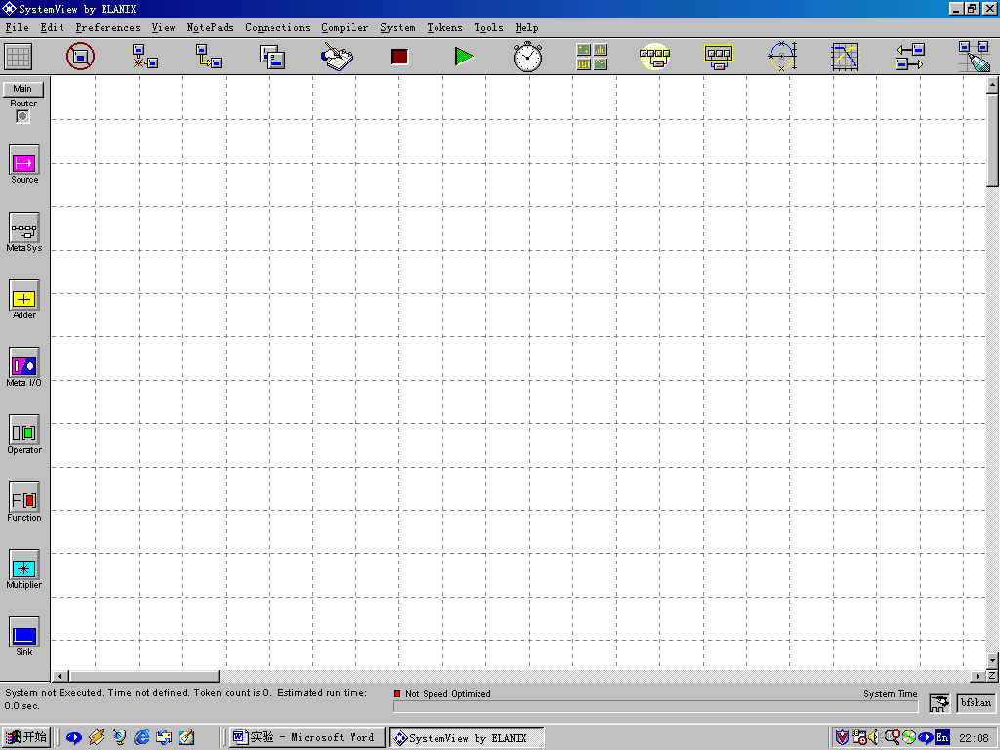 SystemView by ELANIX
File Edit Preferences View NotePads Connections Compiler System Tokens Tools Help
Main
Router
Source
MetaSys
Adder
Meta I/O
Operator
Function
Multiplier
Sink
System not Executed. Time not defined. Token count is 0. Estimated run time:
0.0 sec.
Not Speed Optimized
System Time
bfshan
开始
实验 - Microsoft Word
SystemView by ELANIX
En
22:08